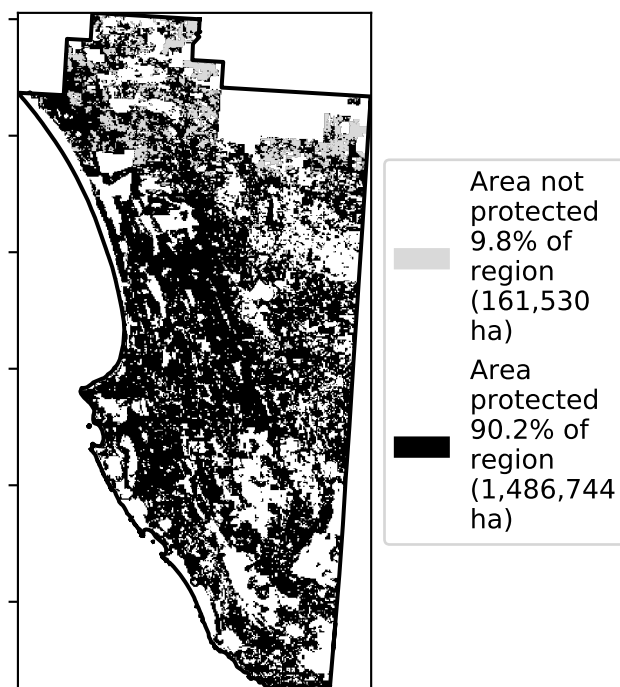 Area not
protected
9.8% of
region
(161,530
ha)
Area
protected
90.2% of
region
(1,486,744
ha)